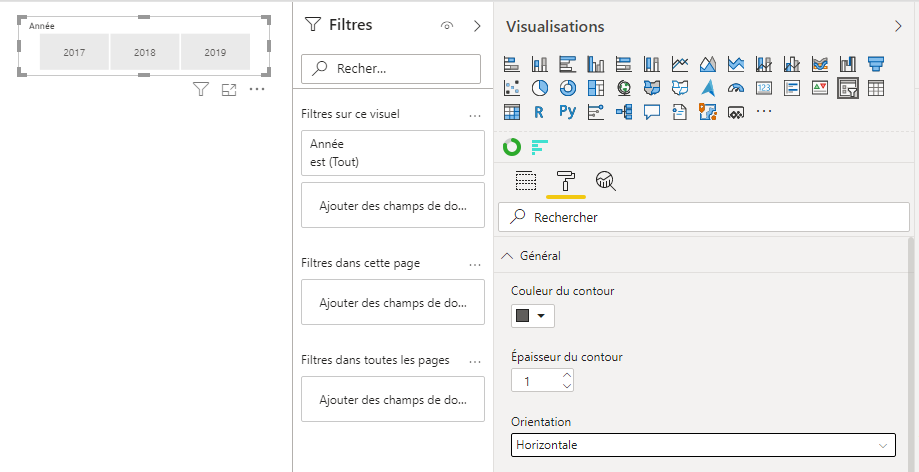 Année
2017 2018 2019
Filtres
Recher...
Filtres sur ce visuel
Année
est (Tout)
Ajouter des champs de do...
Filtres dans cette page
Ajouter des champs de do...
Filtres dans toutes les pages
Ajouter des champs de do...
Visualisations
123
R Py
Rechercher
Général
Couleur du contour
Épaisseur du contour
1
Orientation
Horizontale